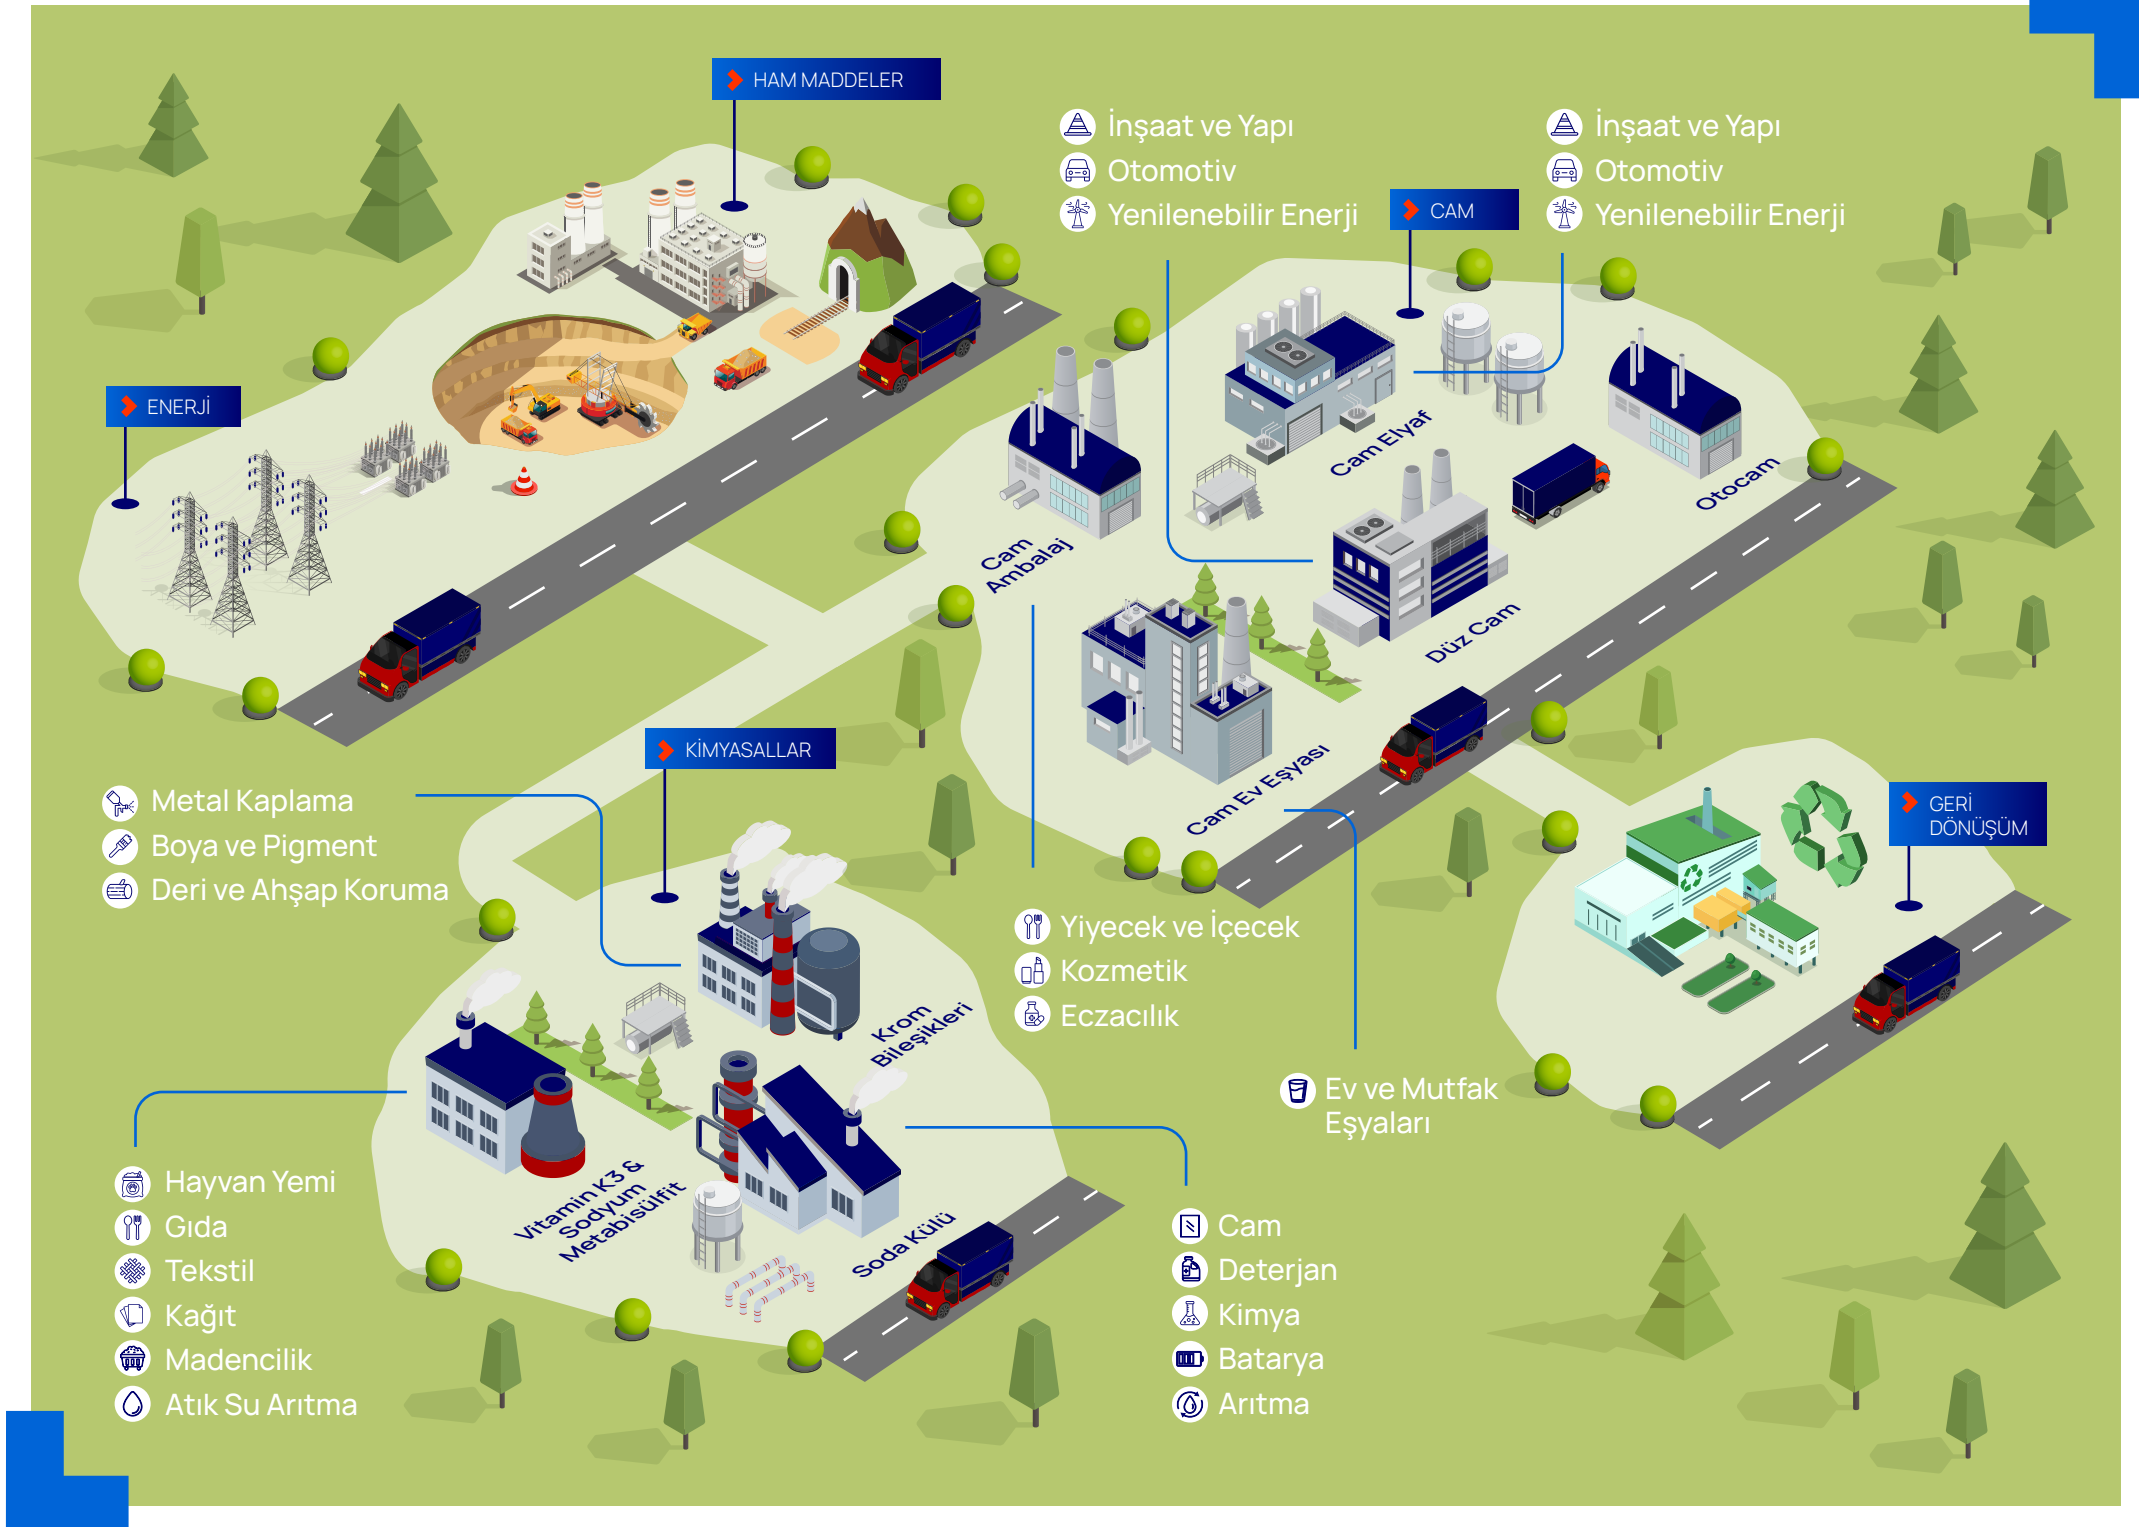 HAM MADDELER
İnşaat ve Yapı
Otomotiv
Yenilenebilir Enerji
CAM
İnşaat ve Yapı
Otomotiv
Yenilenebilir Enerji
ENERJİ
Cam Elyaf
Otocam
Cam
Ambalaj
Düz Cam
Cam Ev Eşyası
KİMYASALLAR
Metal Kaplama
Boya ve Pigment
Deri ve Ahşap Koruma
GERİ
DÖNÜŞÜM
Yiyecek ve İçecek
Kozmetik
Eczacılık
Krom
Bileşikleri
Ev ve Mutfak
Eşyaları
Vitamin K3 &
Sodyum
Metabisülfit
Soda Külü
Hayvan Yemi
Gıda
Tekstil
Kağıt
Madencilik
Atık Su Arıtma
Cam
Deterjan
Kimya
Batarya
Arıtma